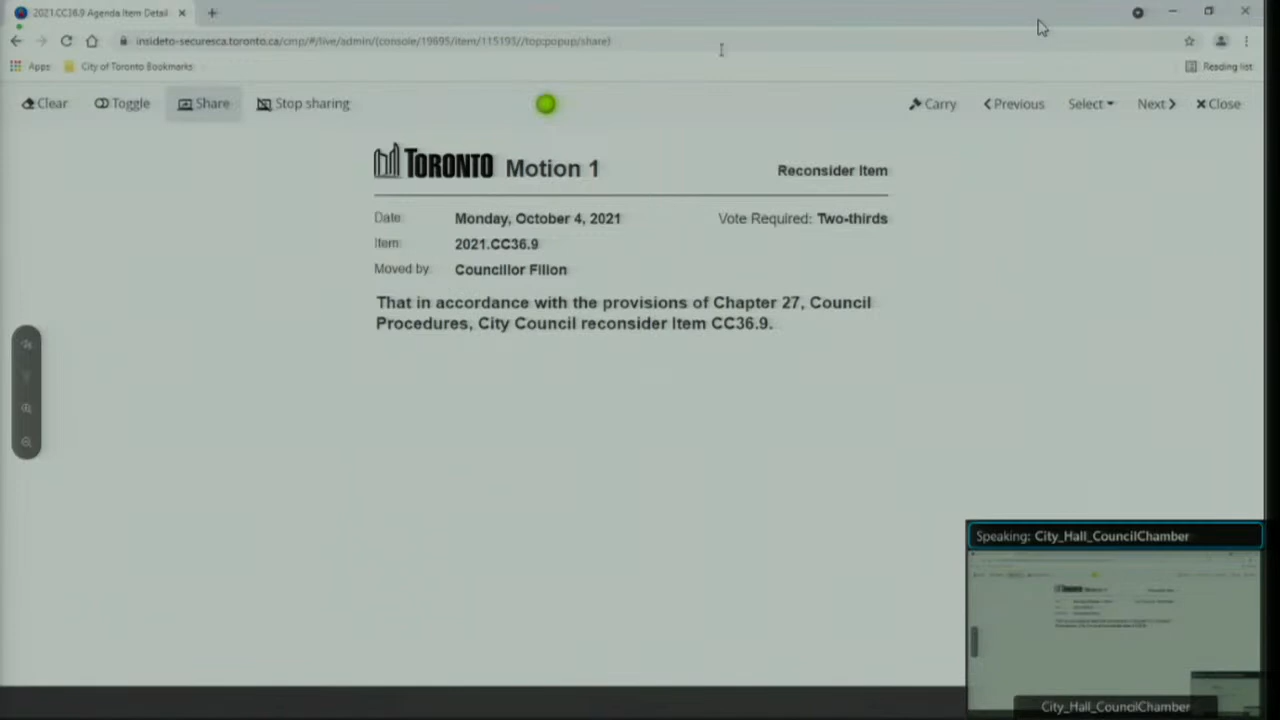 2021.CC36.9 Agenda Item Detail
insideto-securesca.toronto.ca/cmp/#/live/admin/(console/19695/item/115193//top:popup/share)
Apps City of Toronto Bookmarks Reading list
Clear Toggle Share Stop sharing Carry Previous Select Next Close
TORONTO Motion 1 Reconsider Item
Date: Monday, October 4, 2021 Vote Required: Two-thirds
Item: 2021.CC36.9
Moved by: Councillor Filion
That in accordance with the provisions of Chapter 27, Council
Procedures, City Council reconsider Item CC36.9.
Speaking: City_Hall_CouncilChamber
City_Hall_CouncilChamber